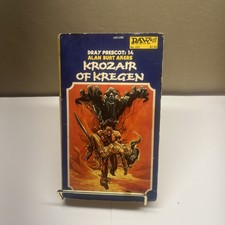 DAW
DRAY PRESCOT: 14
ALAN BURT AKERS
KROZAIR
OF KREGEN